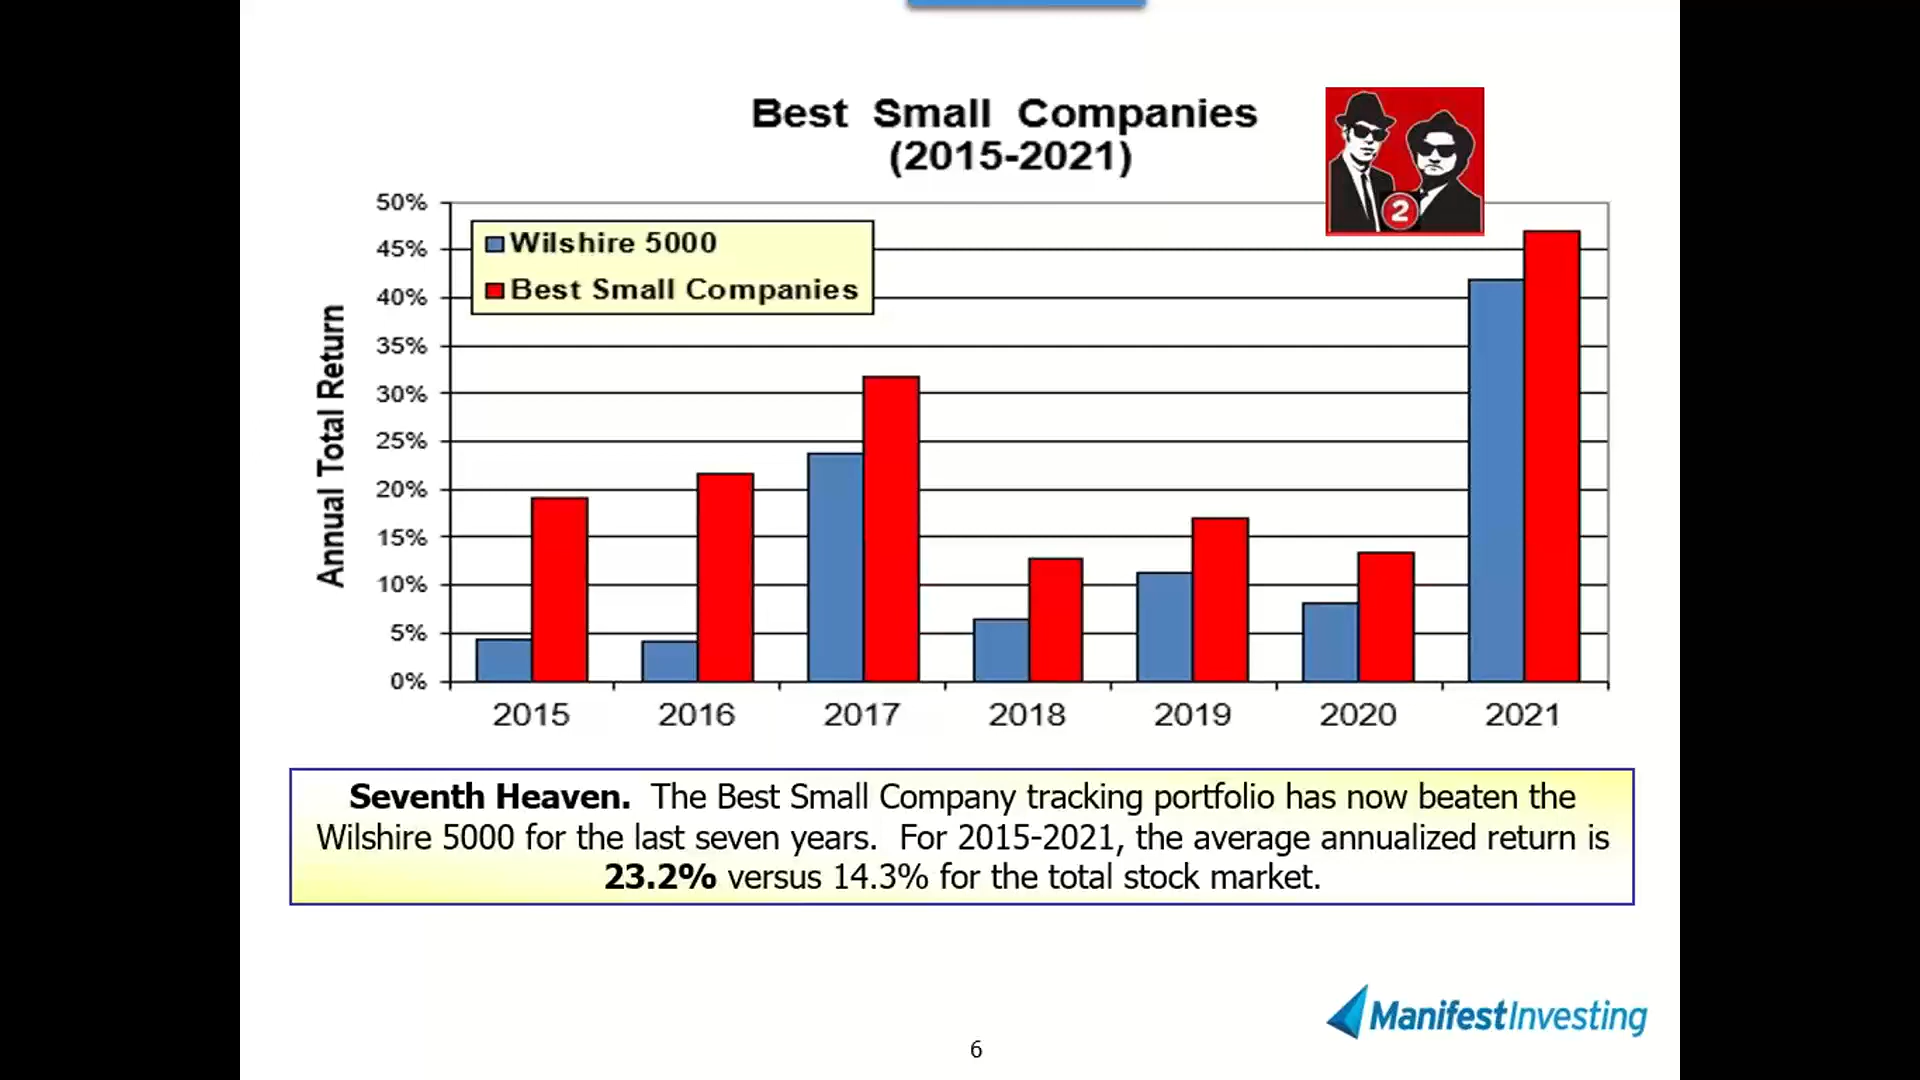 Best Small Companies
(2015-2021)
2
50%
45%
40%
35%
30%
25%
20%
15%
10%
5%
0%
Annual Total Return
Wilshire 5000
Best Small Companies
2015 2016 2017 2018 2019 2020 2021
Seventh Heaven. The Best Small Company tracking portfolio has now beaten the
Wilshire 5000 for the last seven years. For 2015-2021, the average annualized return is
23.2% versus 14.3% for the total stock market.
ManifestInvesting
6